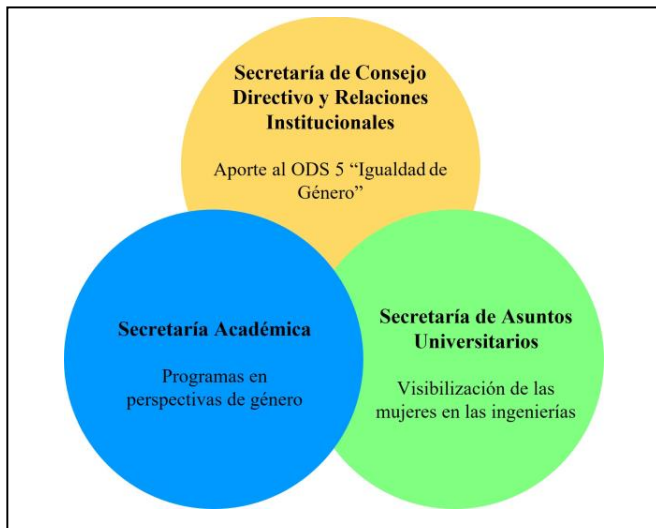 Secretaría de Consejo
Directivo y Relaciones
Institucionales
Aporte al ODS 5 “Igualdad de
Género”
Secretaría Académica
Programas en
perspectivas de género
Secretaría de Asuntos
Universitarios
Visibilización de las
mujeres en las ingenierías